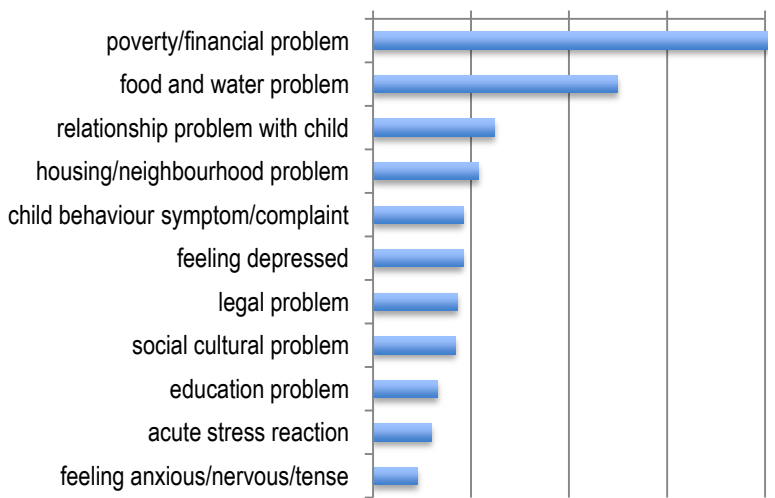 poverty/financial problem
food and water problem
relationship problem with child
housing/neighbourhood problem
child behaviour symptom/complaint
feeling depressed
legal problem
social cultural problem
education problem
acute stress reaction
feeling anxious/nervous/tense